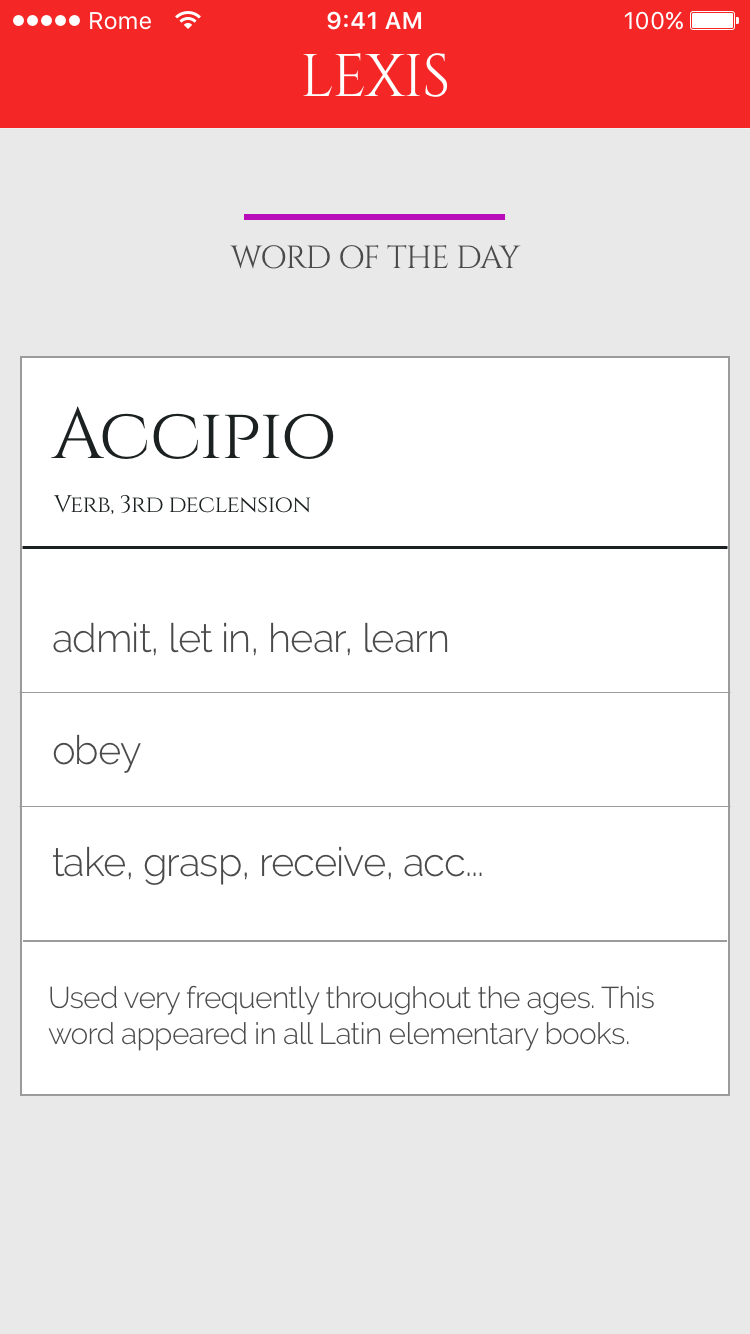 Rome 9:41 AM 100%
LEXIS
WORD OF THE DAY
Accipio
Verb, 3rd declension
admit, let in, hear, learn
obey
take, grasp, receive, acc...
Used very frequently throughout the ages. This
word appeared in all Latin elementary books.